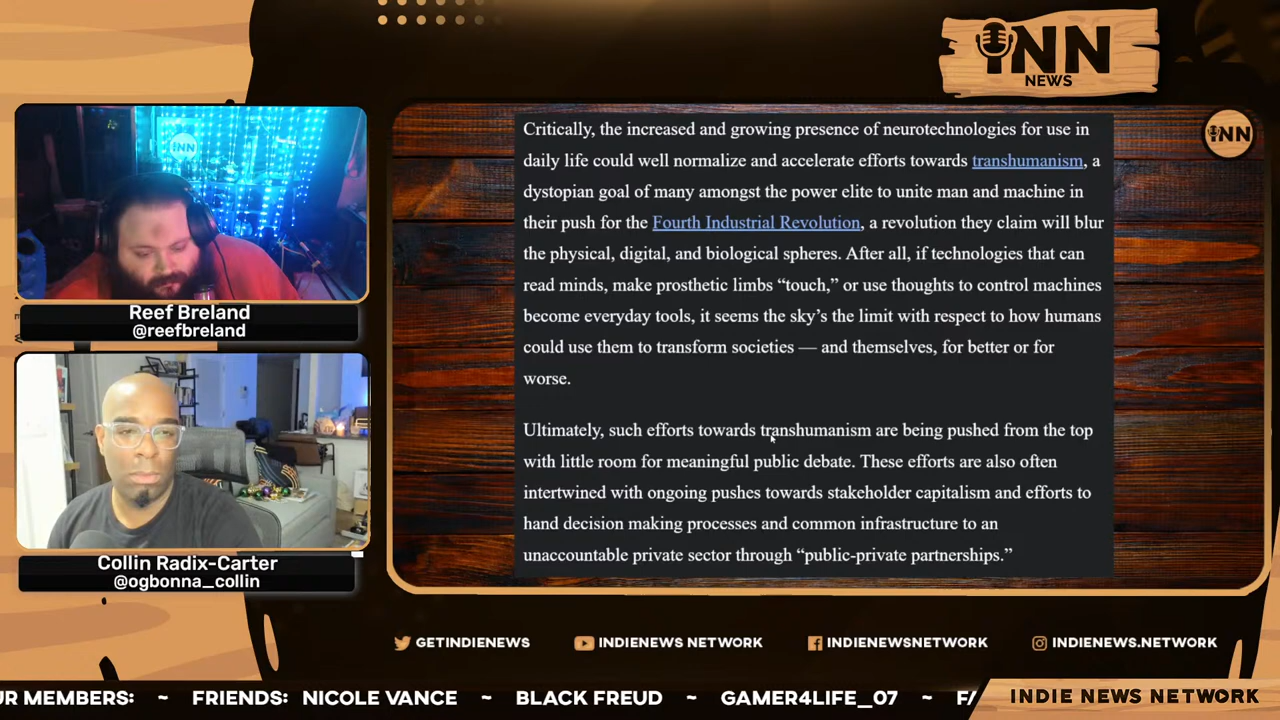 INN
NEWS
INN
Critically, the increased and growing presence of neurotechnologies for use in
daily life could well normalize and accelerate efforts towards transhumanism, a
dystopian goal of many amongst the power elite to unite man and machine in
their push for the Fourth Industrial Revolution, a revolution they claim will blur
the physical, digital, and biological spheres. After all, if technologies that can
read minds, make prosthetic limbs “touch,” or use thoughts to control machines
become everyday tools, it seems the sky’s the limit with respect to how humans
could use them to transform societies — and themselves, for better or for
worse.
Ultimately, such efforts towards transhumanism are being pushed from the top
with little room for meaningful public debate. These efforts are also often
intertwined with ongoing pushes towards stakeholder capitalism and efforts to
hand decision making processes and common infrastructure to an
unaccountable private sector through “public-private partnerships.”
INN
Reef Breland
@reefbreland
Collin Radix-Carter
@ogbonna_collin
GETINDIENEWS
INDIENEWS NETWORK
INDIENEWSNETWORK
INDIENEWS.NETWORK
UR MEMBERS: ~ FRIENDS: NICOLE VANCE ~ BLACK FREUD ~ GAMER4LIFE_07 ~
INDIE NEWS NETWORK